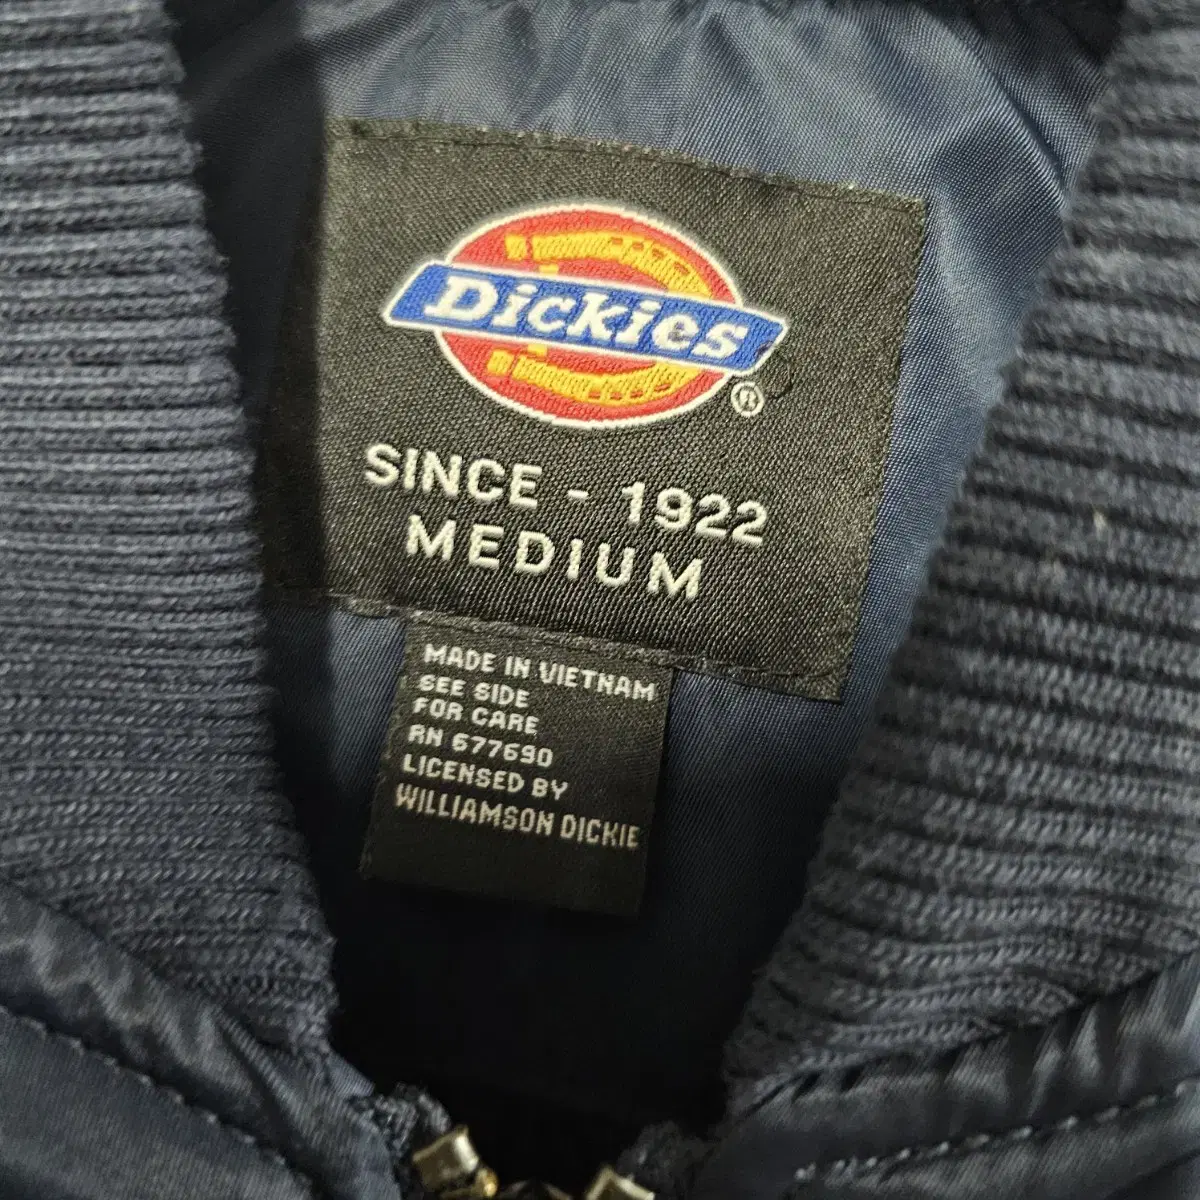 Dickies
®
SINCE - 1922
MEDIUM
MADE IN VIETNAM
SEE SIDE
FOR CARE
RN 677690
LICENSED BY
WILLIAMSON DICKIE